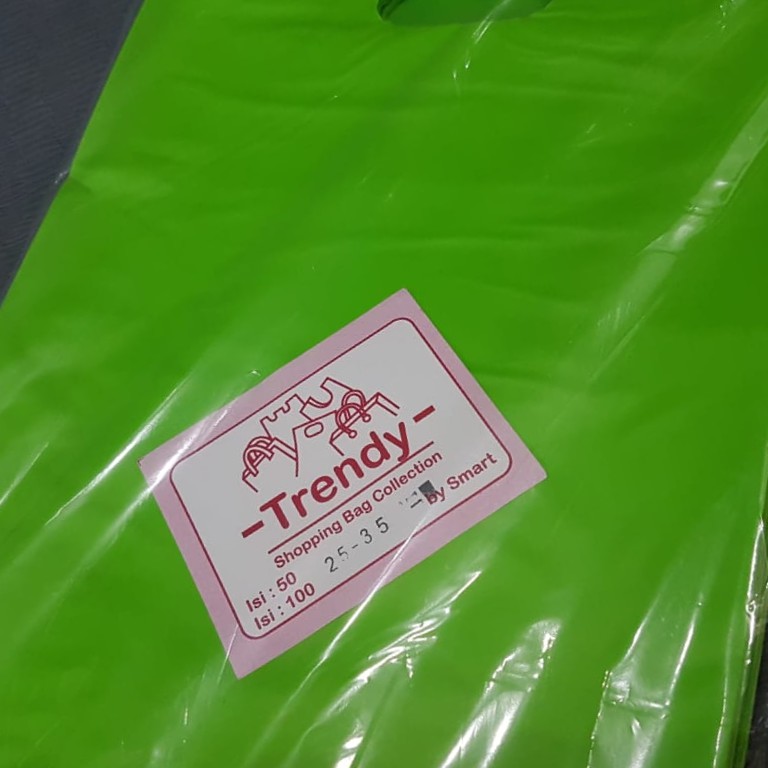 -Trendy-
Shopping Bag Collection
by Smart
Isi : 50
25-35
Isi : 100